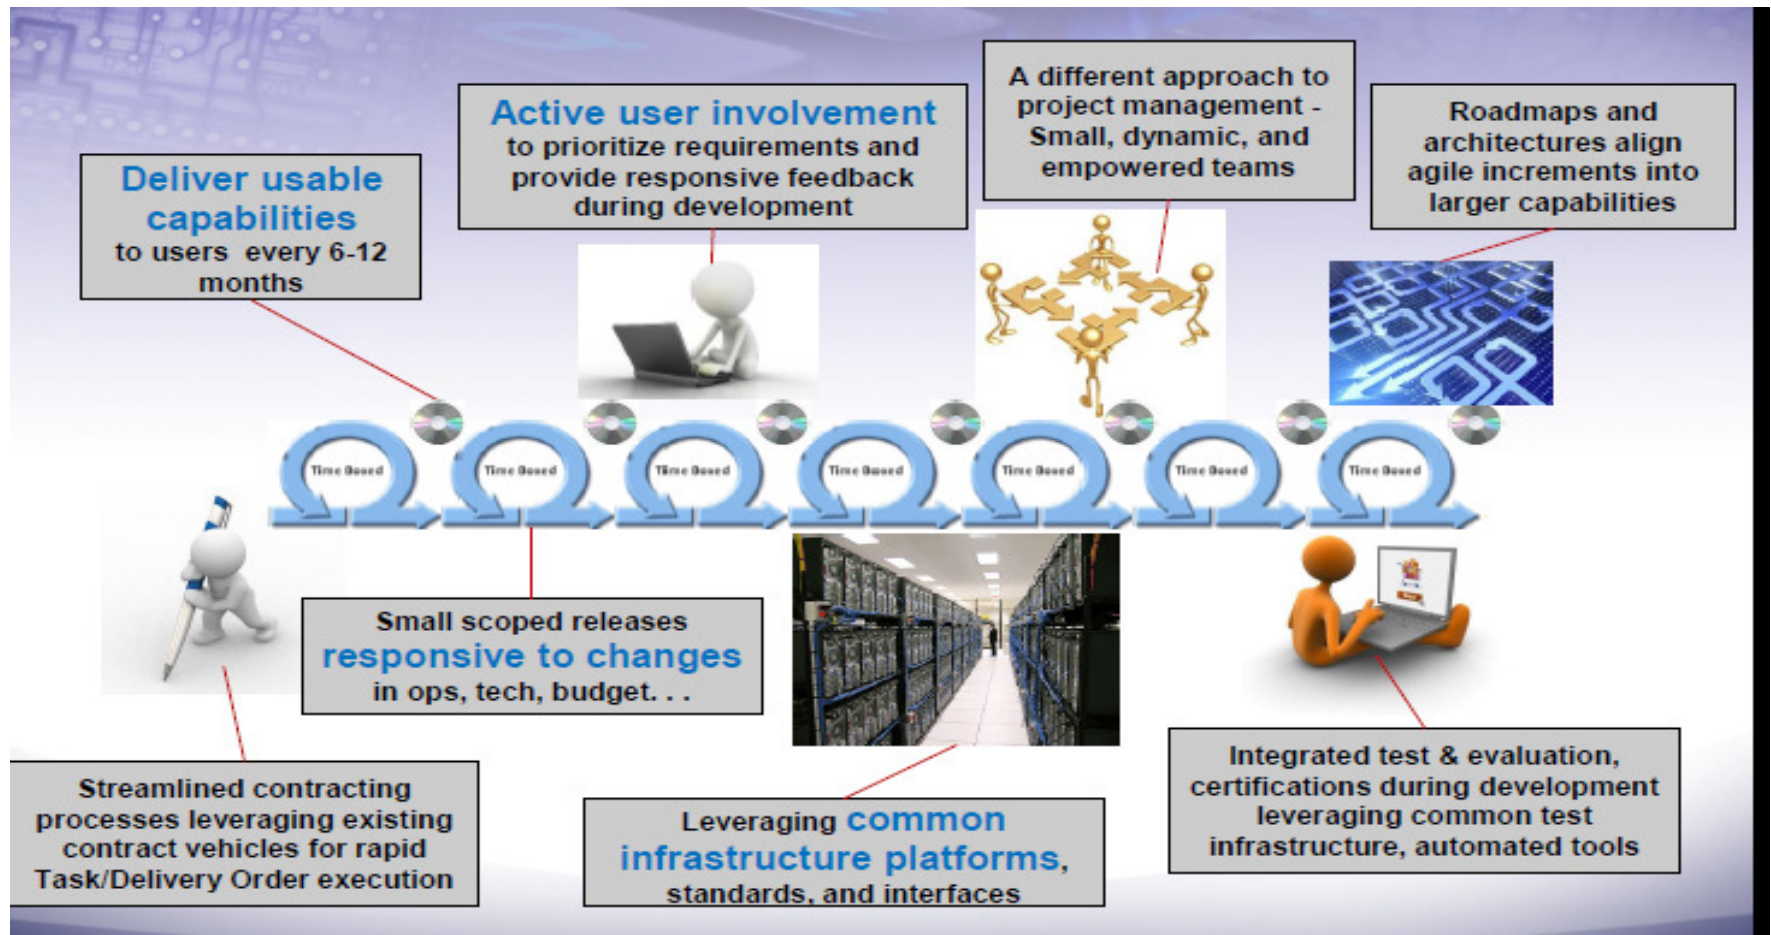 A different approach to
project management -
Small, dynamic, and
empowered teams
Active user involvement
to prioritize requirements and
provide responsive feedback
during development
Roadmaps and
architectures align
agile increments into
larger capabilities
Deliver usable
capabilities
to users every 6-12
months
Time Based
Time Based
Time Based
Time Based
Time Based
Time Based
Time Based
Small scoped releases
responsive to changes
in ops, tech, budget. . .
Streamlined contracting
processes leveraging existing
contract vehicles for rapid
Task/Delivery Order execution
Leveraging common
infrastructure platforms,
standards, and interfaces
Integrated test & evaluation,
certifications during development
leveraging common test
infrastructure, automated tools